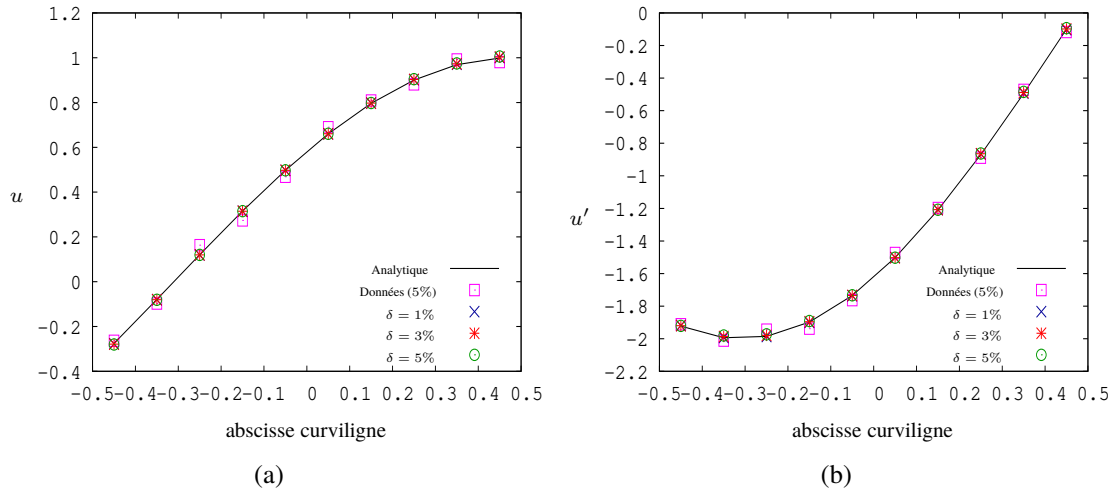 1.2
1
0.8
0.6
u
0.4
0.2
0
-0.2
-0.4
Analytique
Données (5%)
δ = 1%
δ = 3%
δ = 5%
-0.5 -0.4 -0.3 -0.2 -0.1 0 0.1 0.2 0.3 0.4 0.5
abscisse curviligne
(a)
0
-0.2
-0.4
-0.6
-0.8
-1
u′
-1.2
-1.4
-1.6
-1.8
-2
-2.2
Analytique
Données (5%)
δ = 1%
δ = 3%
δ = 5%
-0.5 -0.4 -0.3 -0.2 -0.1 0 0.1 0.2 0.3 0.4 0.5
abscisse curviligne
(b)